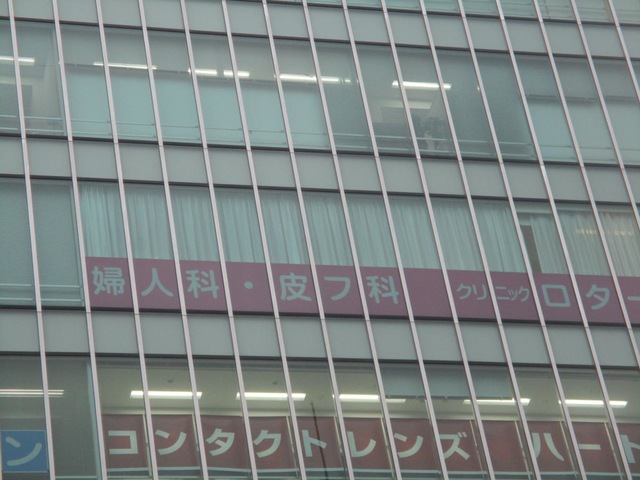 婦人科・皮フ科 クリニック ロター
ン コンタクトレンズ ハート